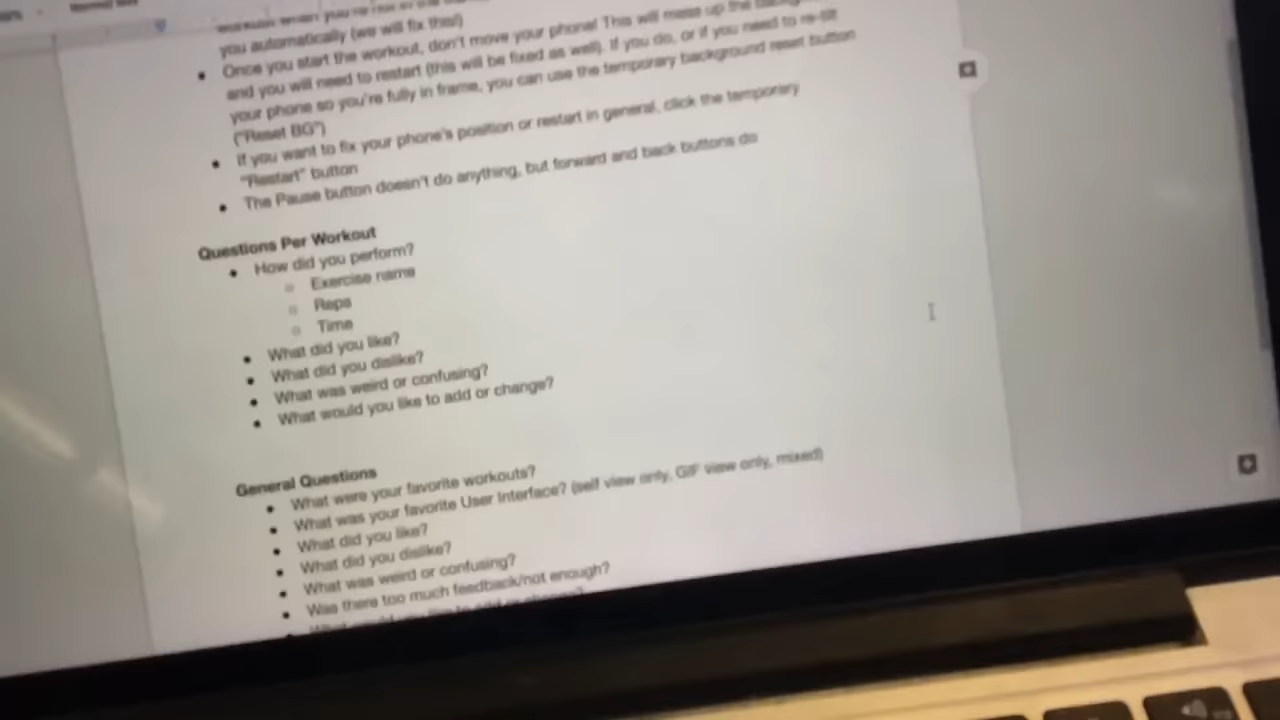 you automatically (we will fix this!)
Once you start the workout, don't move your phone! This will mess up the
and you will need to restart (this will be fixed as well). If you do, or if you need to re-tilt
your phone so you're fully in frame, you can use the temporary background reset button
("Reset BG")
If you want to fix your phone's position or restart in general, click the temporary
"Restart" button
The Pause button doesn't do anything, but forward and back buttons do
Questions Per Workout
How did you perform?
Exercise name
Reps
Time
What did you like?
What did you dislike?
What was weird or confusing?
What would you like to add or change?
General Questions
What were your favorite workouts?
What was your favorite User Interface? (self view only, GIF view only, mixed)
What did you like?
What did you dislike?
What was weird or confusing?
Was there too much feedback/not enough?